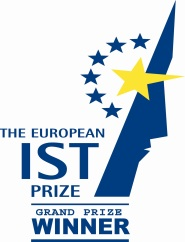 THE EUROPEAN
IST
PRIZE
GRAND PRIZE
WINNER